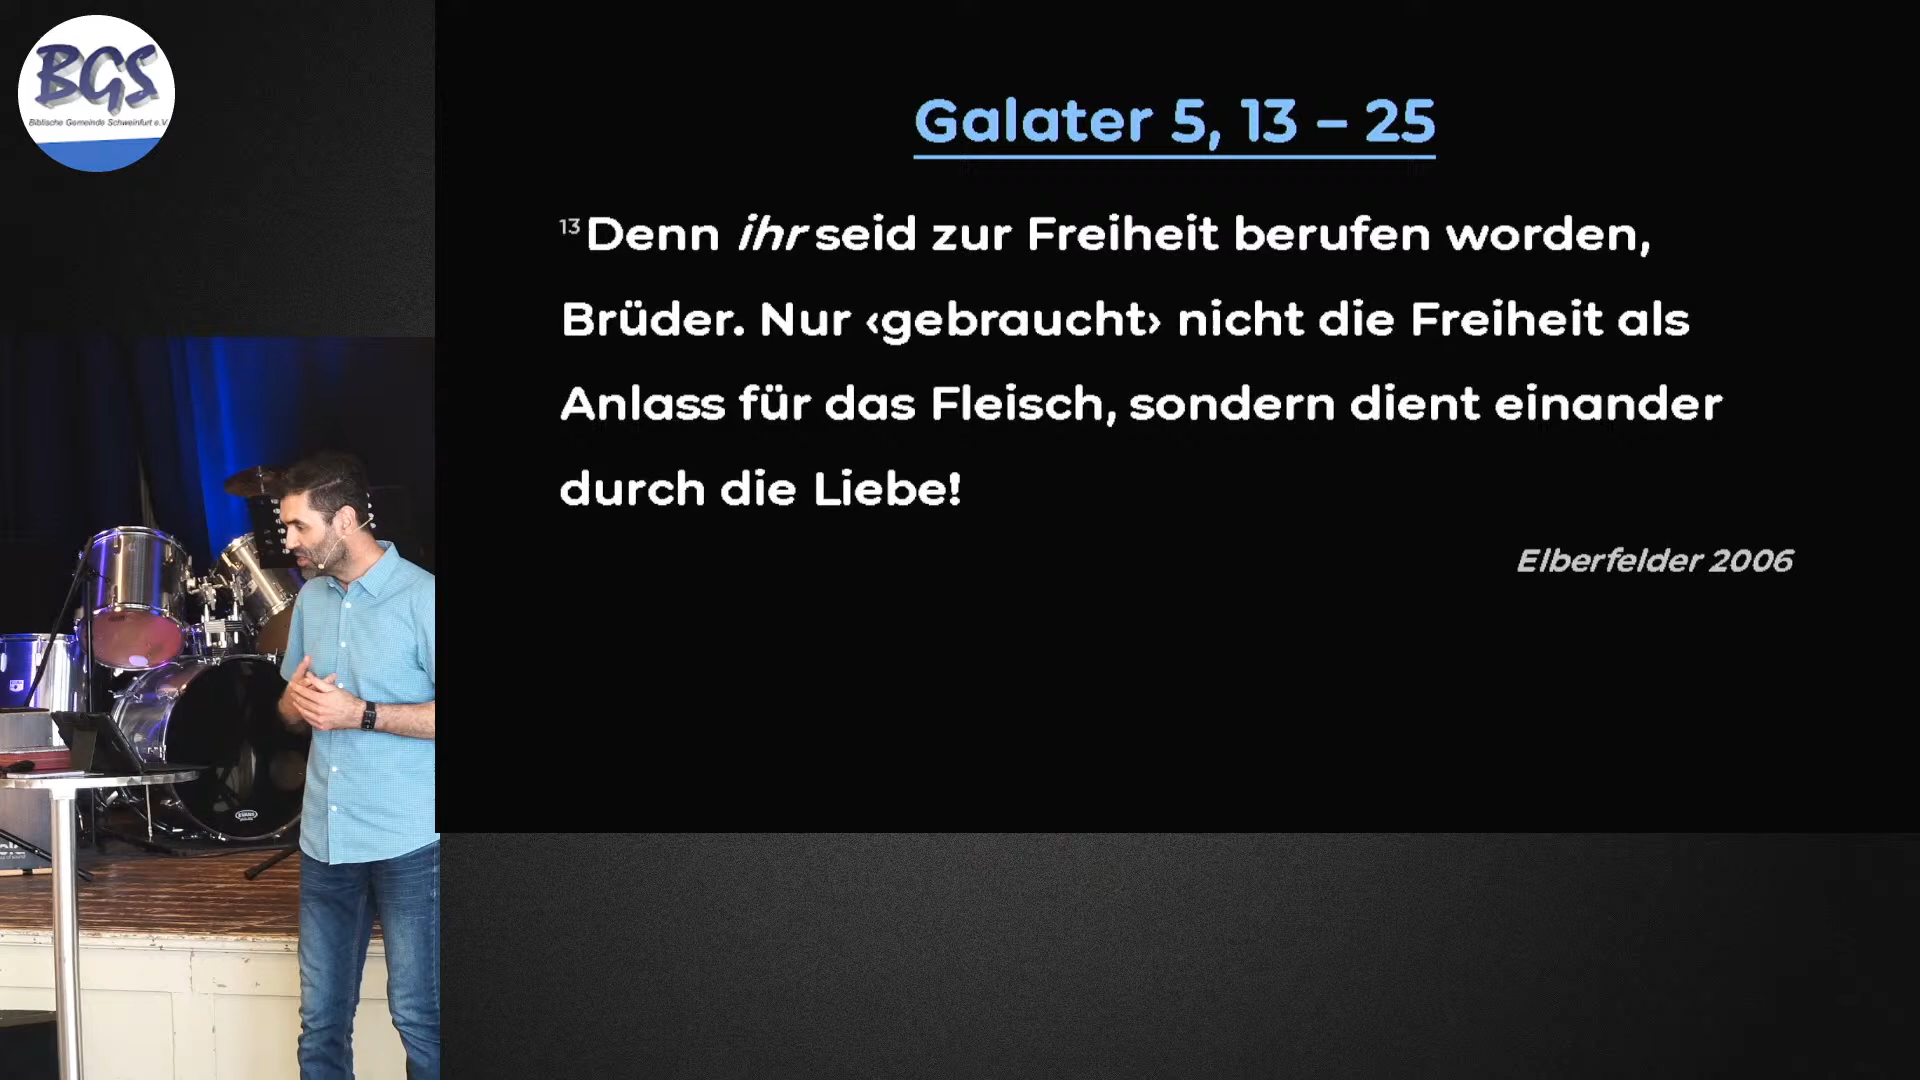 BGS
Biblische Gemeinde Schweinfurt e.V.
Galater 5, 13 – 25
13 Denn ihr seid zur Freiheit berufen worden,
Brüder. Nur ‹gebraucht› nicht die Freiheit als
Anlass für das Fleisch, sondern dient einander
durch die Liebe!
Elberfelder 2006
EVANS